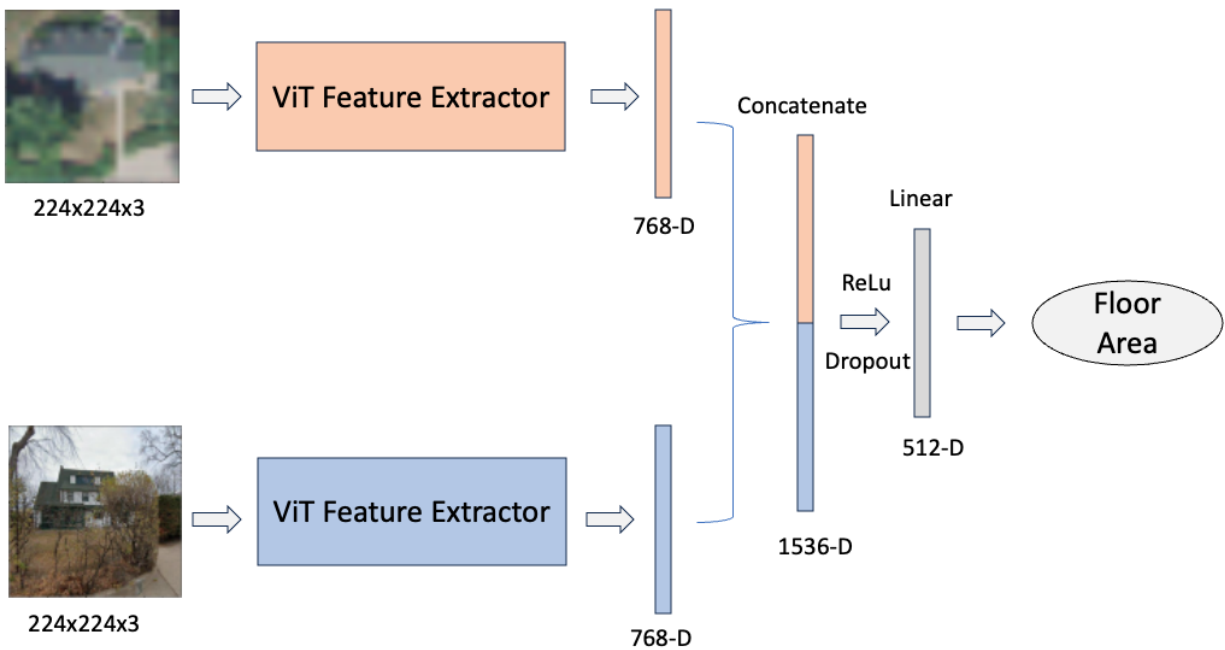 224x224x3
ViT Feature Extractor
768-D
Concatenate
1536-D
ReLu
Dropout
Linear
512-D
Floor
Area
224x224x3
ViT Feature Extractor
768-D